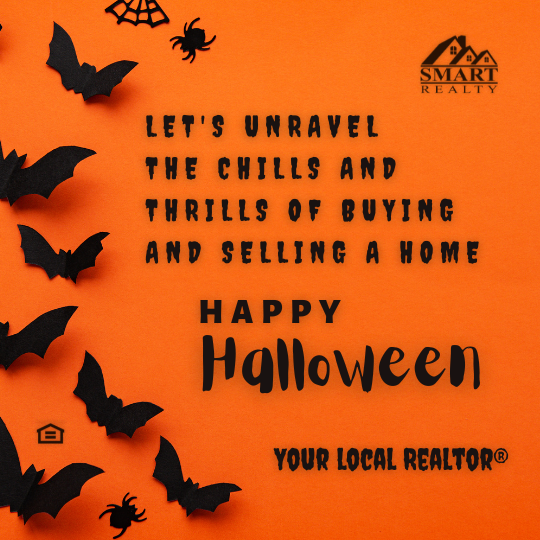 SMART
REALTY
LET'S UNRAVEL
THE CHILLS AND
THRILLS OF BUYING
AND SELLING A HOME
HAPPY
Halloween
YOUR LOCAL REALTOR®